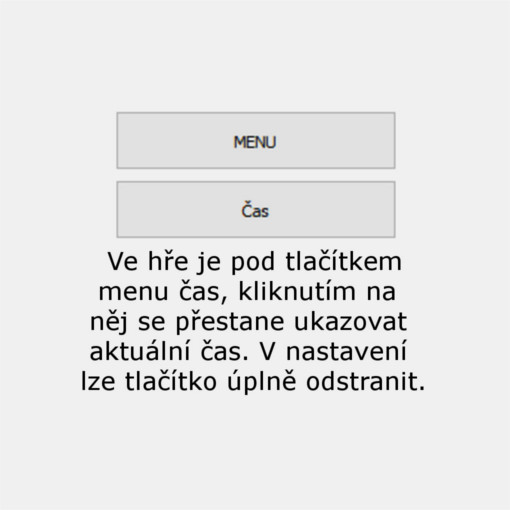 MENU
Čas
Ve hře je pod tlačítkem
menu čas, kliknutím na
něj se přestane ukazovat
aktuální čas. V nastavení
lze tlačítko úplně odstranit.